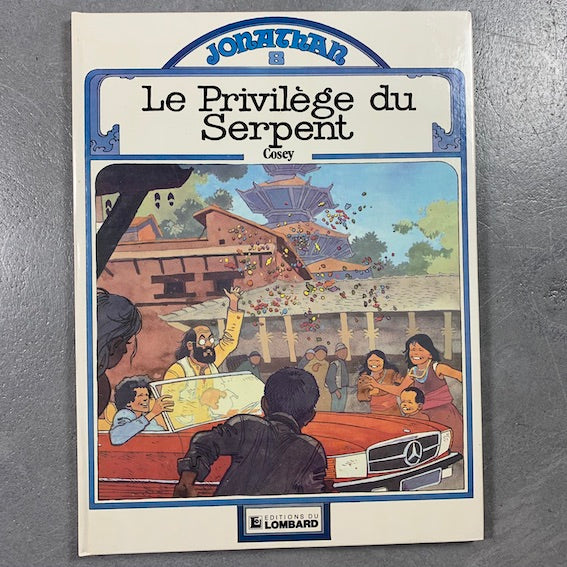 JONATHAN
8
Le Privilège du
Serpent
Cosey
EDITIONS DU
LOMBARD